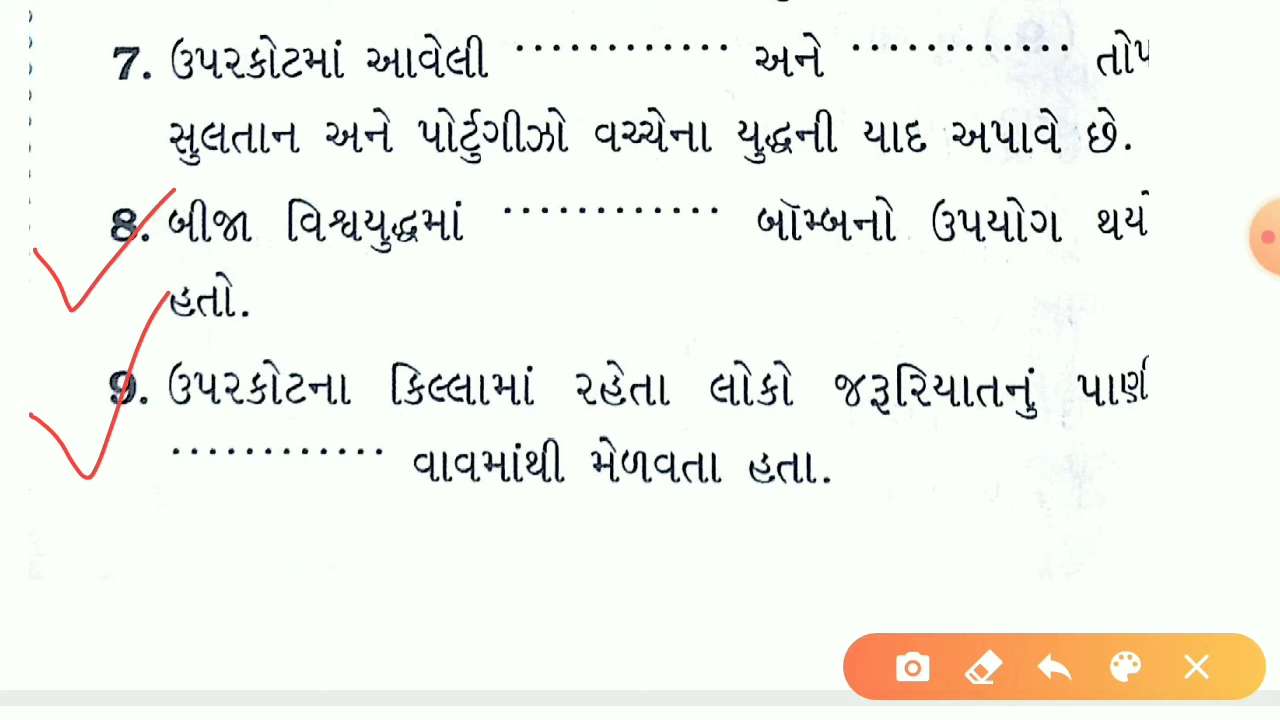 7. ઉપરકોટમાં આવેલી ............ અને ............ તોપ
સુલતાન અને પોર્ટુગીઝો વચ્ચેના યુદ્ધની યાદ અપાવે છે.
8. બીજા વિશ્વયુદ્ધમાં ............ બૉમ્બનો ઉપયોગ થયો
હતો.
9. ઉપરકોટના કિલ્લામાં રહેતા લોકો જરૂરિયાતનું પાણી
............ વાવમાંથી મેળવતા હતા.